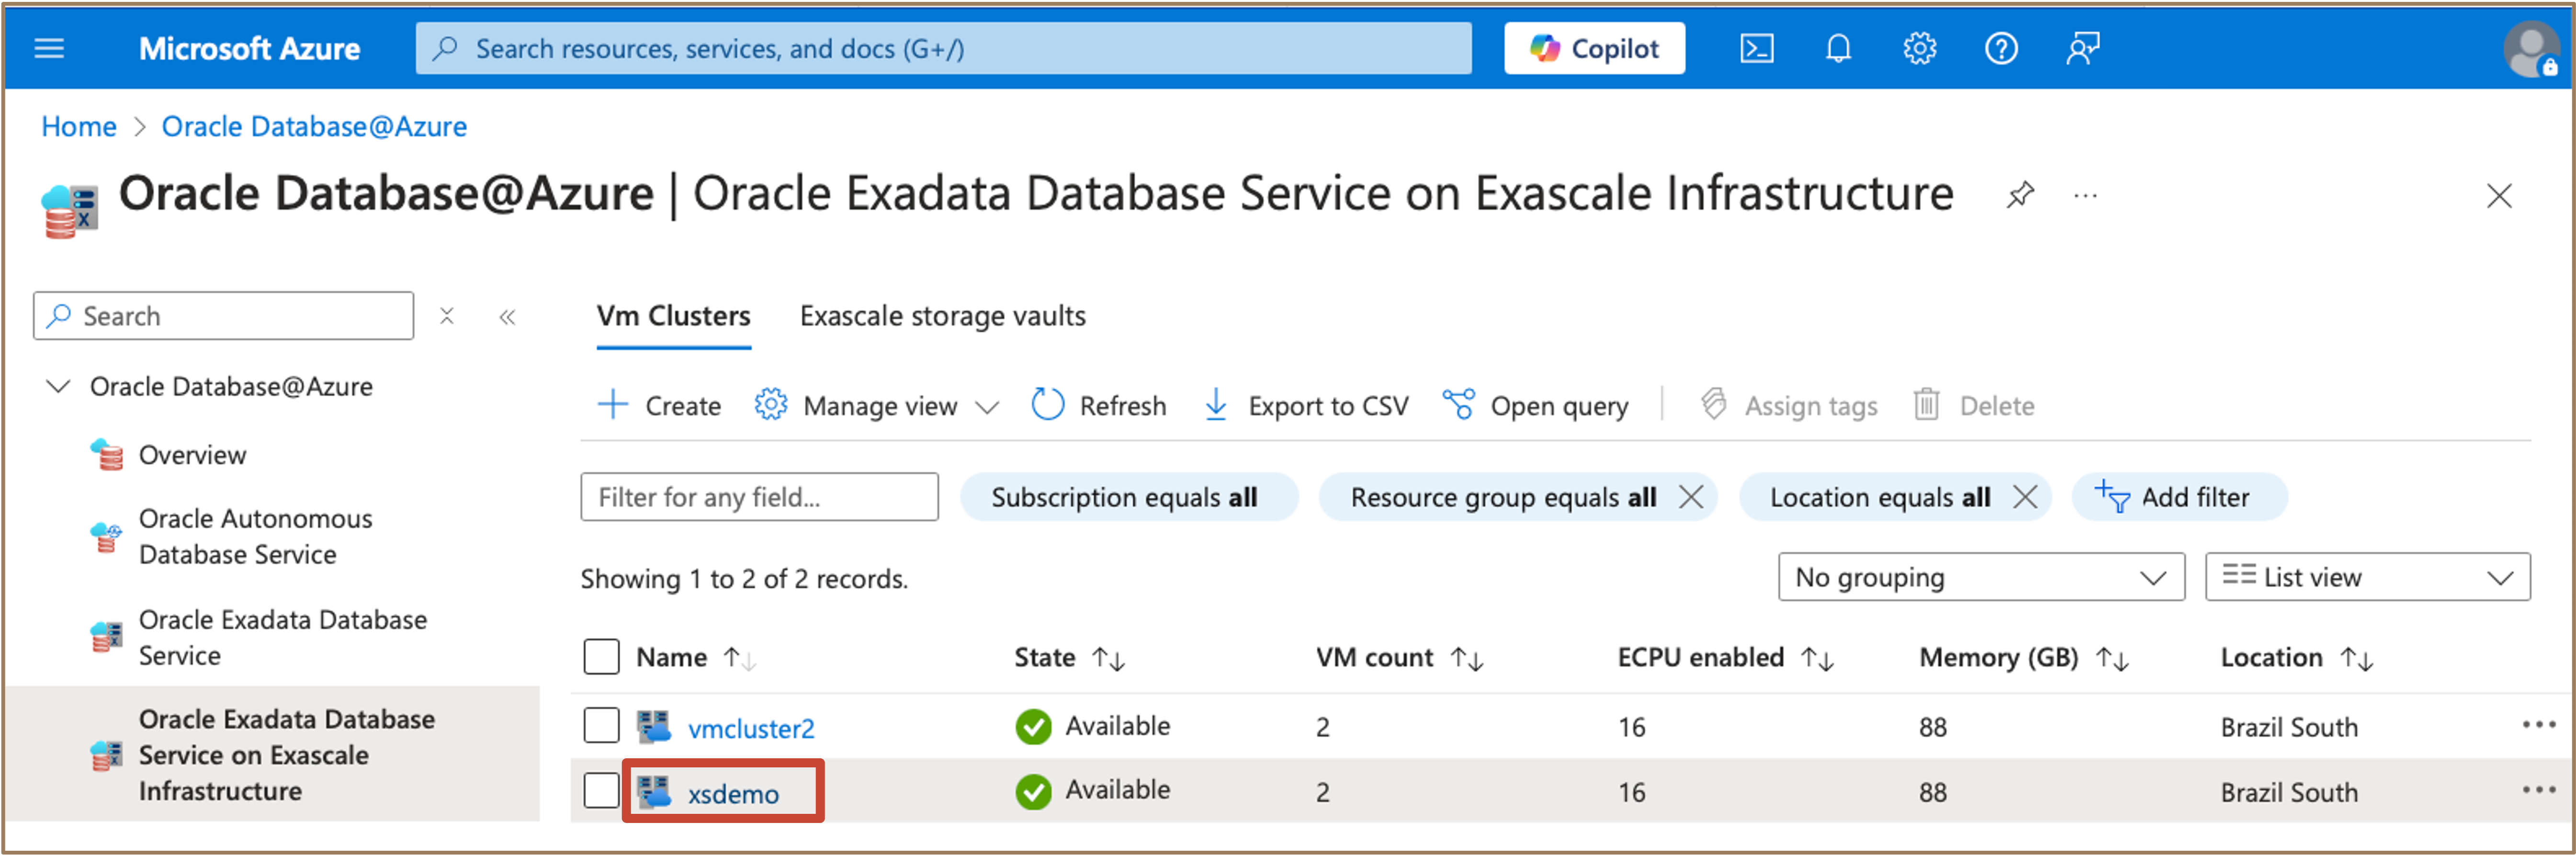 Microsoft Azure
Search resources, services, and docs (G+/)
Copilot
Home > Oracle Database@Azure
Oracle Database@Azure | Oracle Exadata Database Service on Exascale Infrastructure
Search
Oracle Database@Azure
Overview
Oracle Autonomous
Database Service
Oracle Exadata Database
Service
Oracle Exadata Database
Service on Exascale
Infrastructure
Vm Clusters Exascale storage vaults
Create Manage view Refresh Export to CSV Open query Assign tags Delete
Filter for any field... Subscription equals all Resource group equals all Location equals all Add filter
Showing 1 to 2 of 2 records. No grouping List view
Name State VM count ECPU enabled Memory (GB) Location
vmcluster2 Available 2 16 88 Brazil South
xsdemo Available 2 16 88 Brazil South